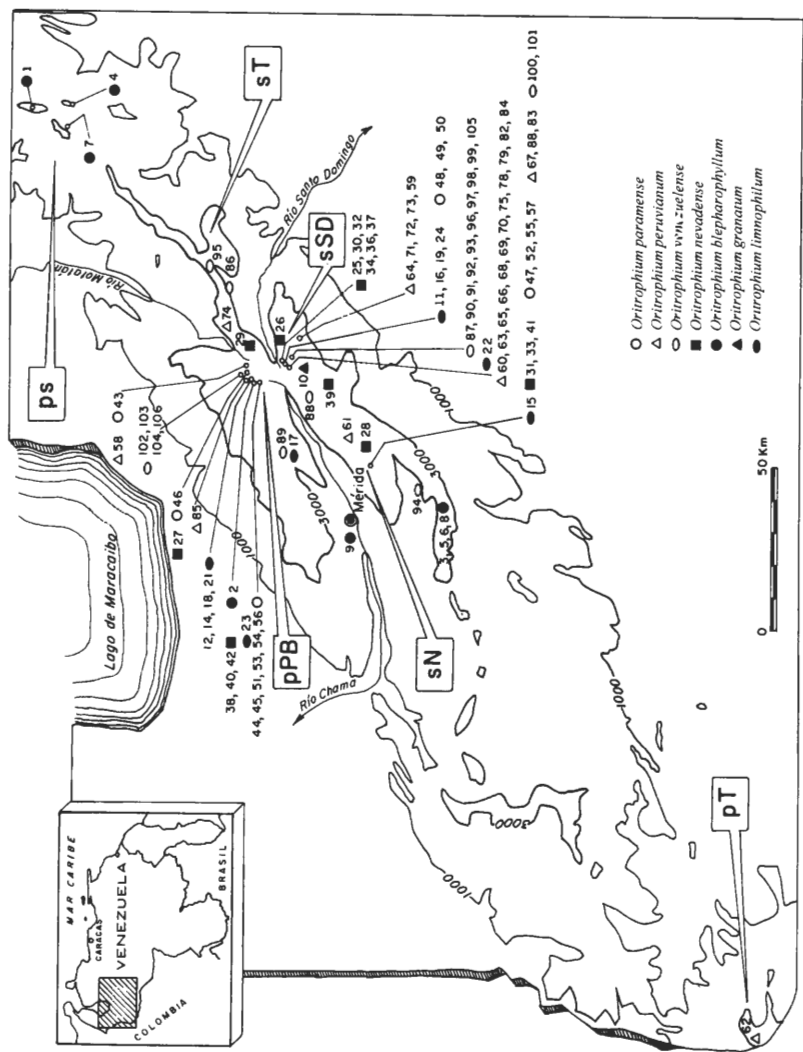 MAR CARIBE
CARACAS
VENEZUELA
COLOMBIA
BRASIL
Lago de Maracaibo
ps
sT
sSD
pPB
sN
pT
Río Motatán
Río Santo Domingo
Río Chama
Mérida
1
4
7
58
43
102, 103
104, 106
27
46
85
12, 14, 18, 21
38, 40, 42
2
23
44, 45, 51, 53, 54, 56
95
86
74
29
26
10
88
39
89
17
61
28
9
94
3, 5, 6, 8
62
25, 30, 32
34, 36, 37
64, 71, 72, 73, 59
11, 16, 19, 24
48, 49, 50
87, 90, 91, 92, 93, 96, 97, 98, 99, 105
22
60, 63, 65, 66, 68, 69, 70, 75, 78, 79, 82, 84
15
31, 33, 41
47, 52, 55, 57
67, 88, 83
100, 101
1000
3000
3000
1000
1000
3000
1000
Oritrophium paramense
Oritrophium peruvianum
Oritrophium venezuelense
Oritrophium nevadense
Oritrophium blepharophyllum
Oritrophium granatum
Oritrophium limnophilum
0
50 Km